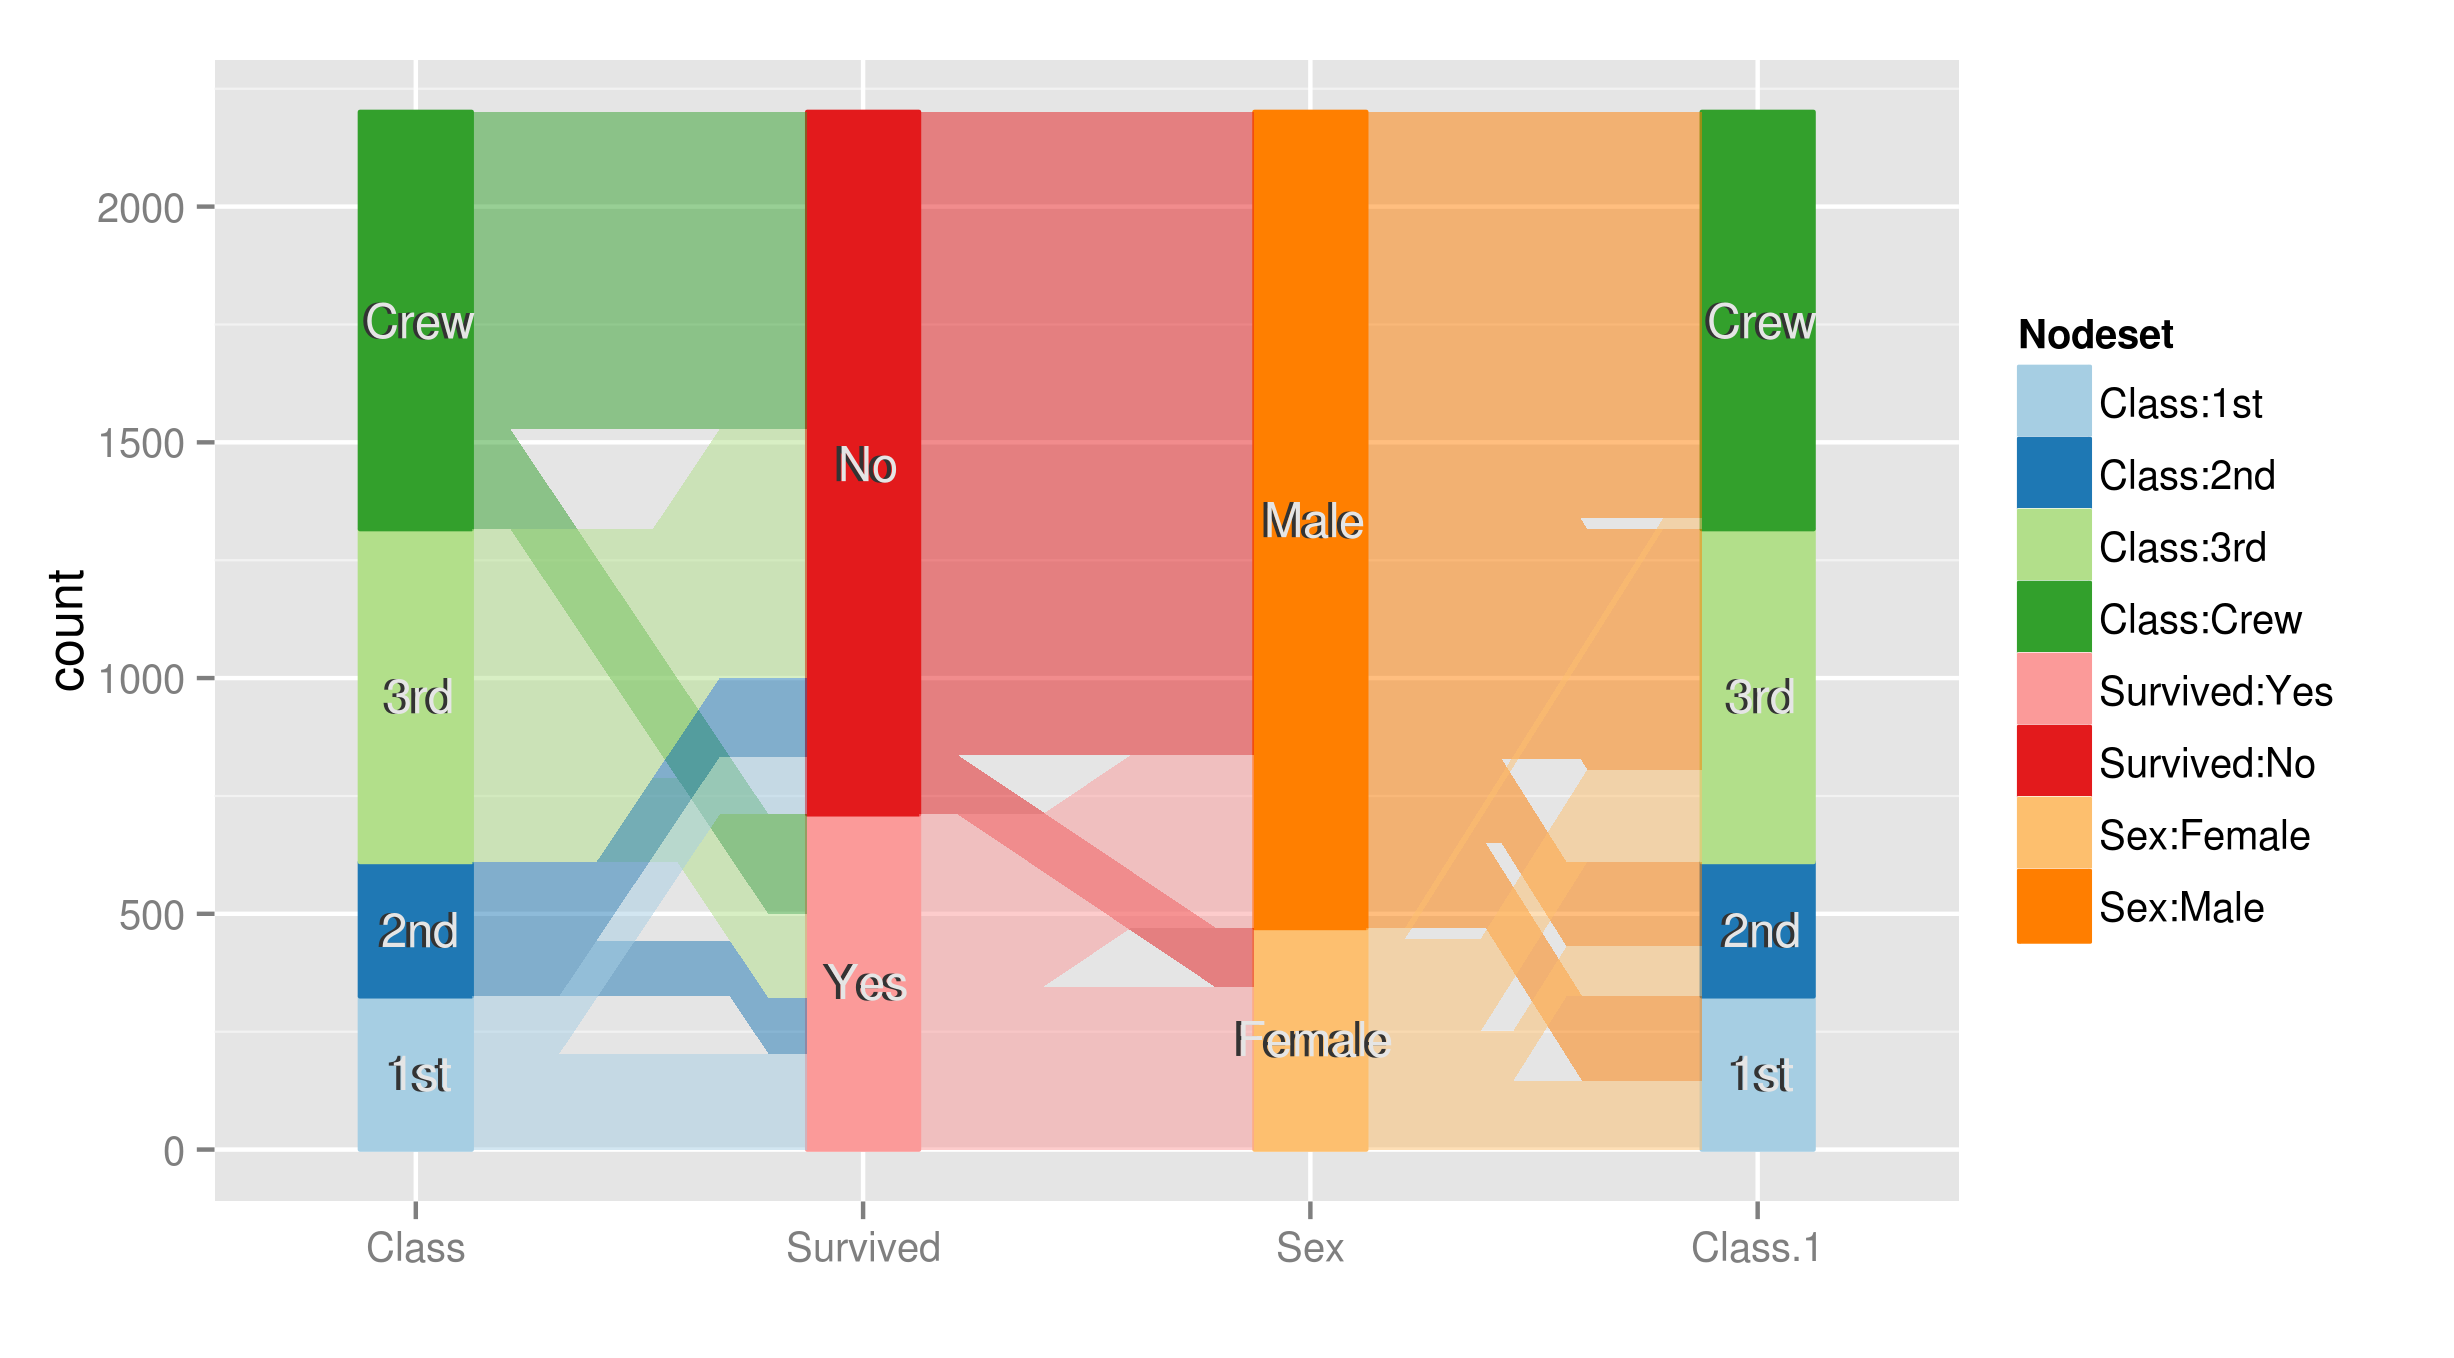 count
2000
1500
1000
500
0
Crew
3rd
2nd
1st
No
Yes
Male
Female
Crew
3rd
2nd
1st
Class
Survived
Sex
Class.1
Nodeset
Class:1st
Class:2nd
Class:3rd
Class:Crew
Survived:Yes
Survived:No
Sex:Female
Sex:Male